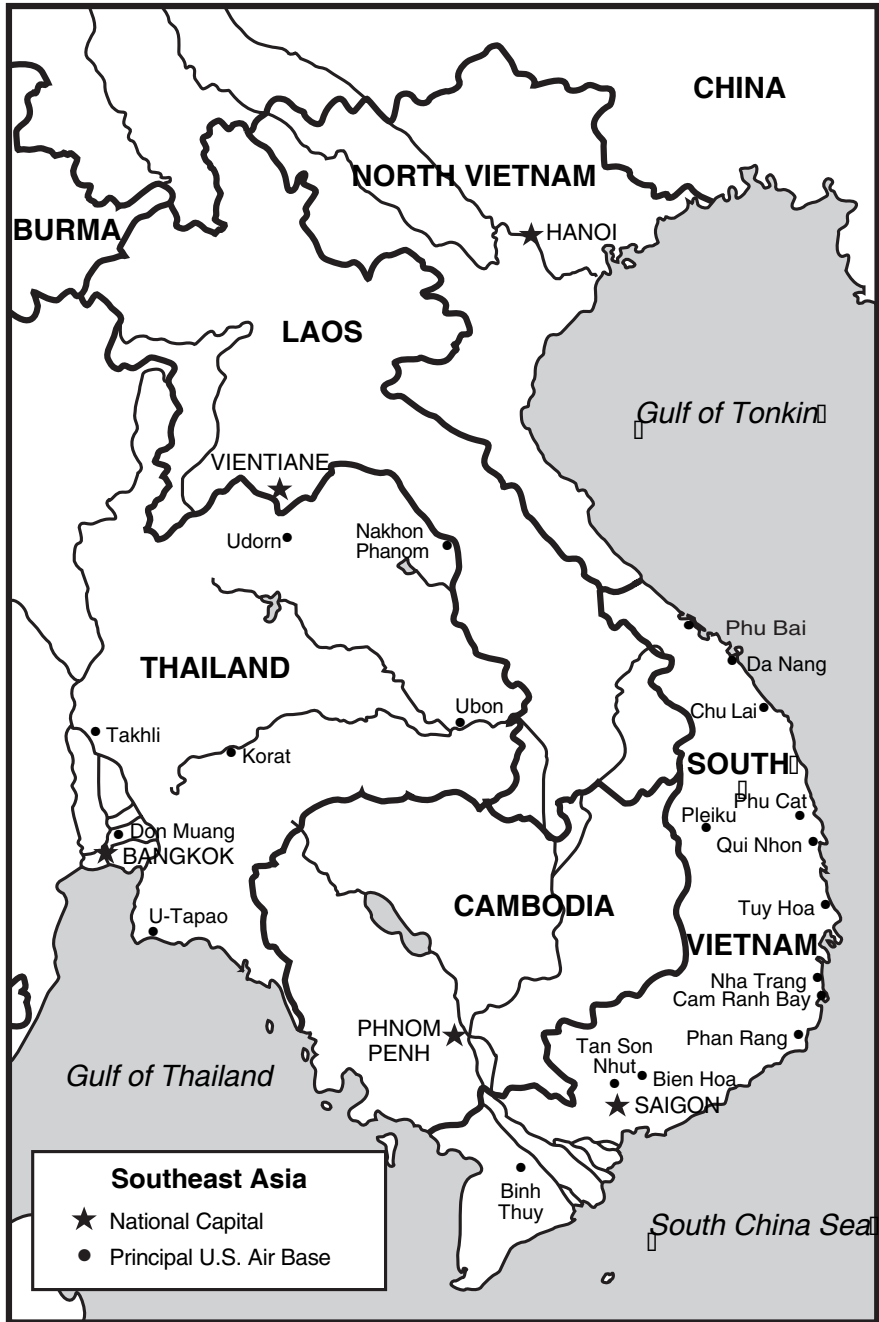 CHINA
NORTH VIETNAM
BURMA
HANOI
LAOS
Gulf of Tonkin
VIENTIANE
Udorn
Nakhon
Phanom
Phu Bai
THAILAND
Da Nang
Ubon
Chu Lai
Takhli
Korat
SOUTH
Phu Cat
Pleiku
Don Muang
Qui Nhon
BANGKOK
CAMBODIA
Tuy Hoa
U-Tapao
VIETNAM
Nha Trang
Cam Ranh Bay
PHNOM
PENH
Phan Rang
Tan Son
Nhut
Gulf of Thailand
Bien Hoa
SAIGON
Southeast Asia
National Capital
Principal U.S. Air Base
Binh
Thuy
South China Sea